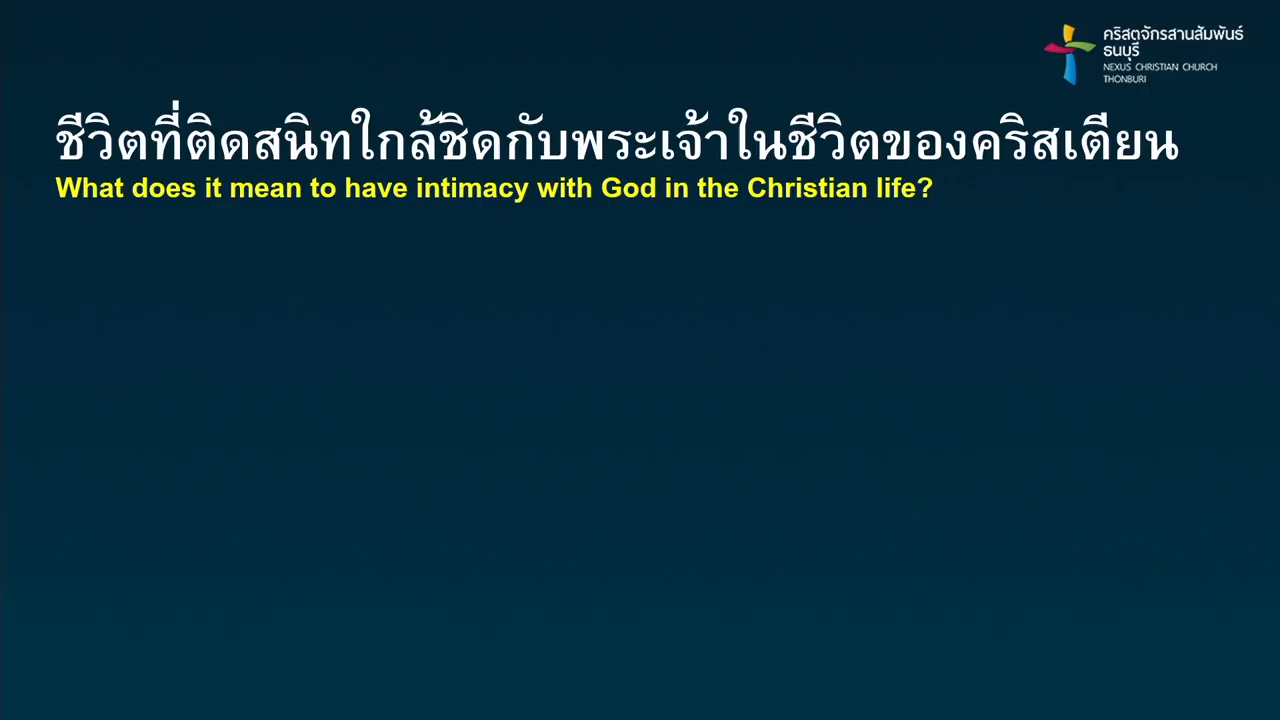 คริสตจักรสานสัมพันธ์
ธนบุรี
NEXUS CHRISTIAN CHURCH
THONBURI
ชีวิตที่ติดสนิทใกล้ชิดกับพระเจ้าในชีวิตของคริสเตียน
What does it mean to have intimacy with God in the Christian life?